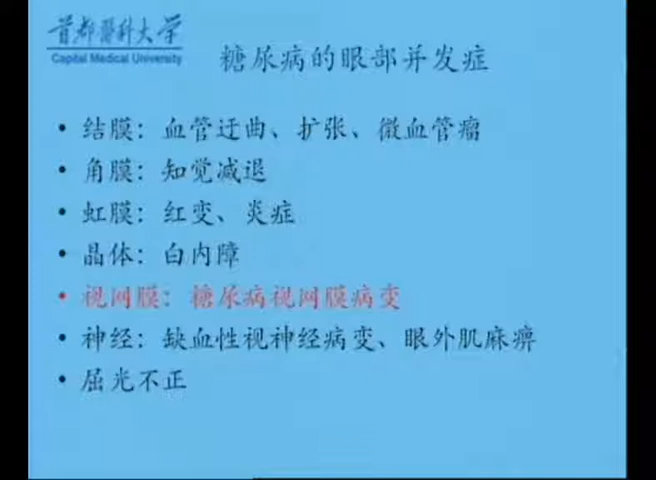 首都醫科大学
Capital Medical University
糖尿病的眼部并发症
• 结膜：血管迂曲、扩张、微血管瘤
• 角膜：知觉减退
• 虹膜：红变、炎症
• 晶体：白内障
• 视网膜：糖尿病视网膜病变
• 神经：缺血性视神经病变、眼外肌麻痹
• 屈光不正